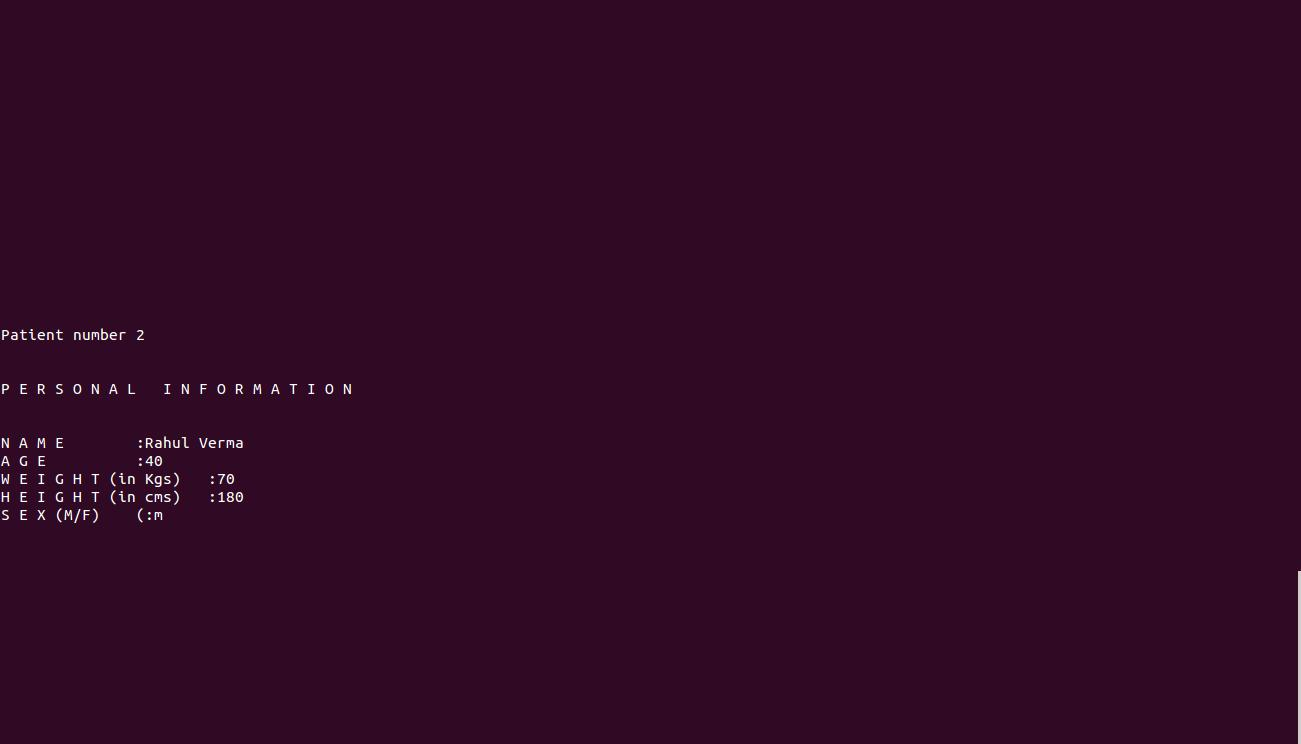 Patient number 2
P E R S O N A L   I N F O R M A T I O N
N A M E        :Rahul Verma
A G E          :40
W E I G H T (in Kgs)   :70
H E I G H T (in cms)   :180
S E X (M/F)    (:m